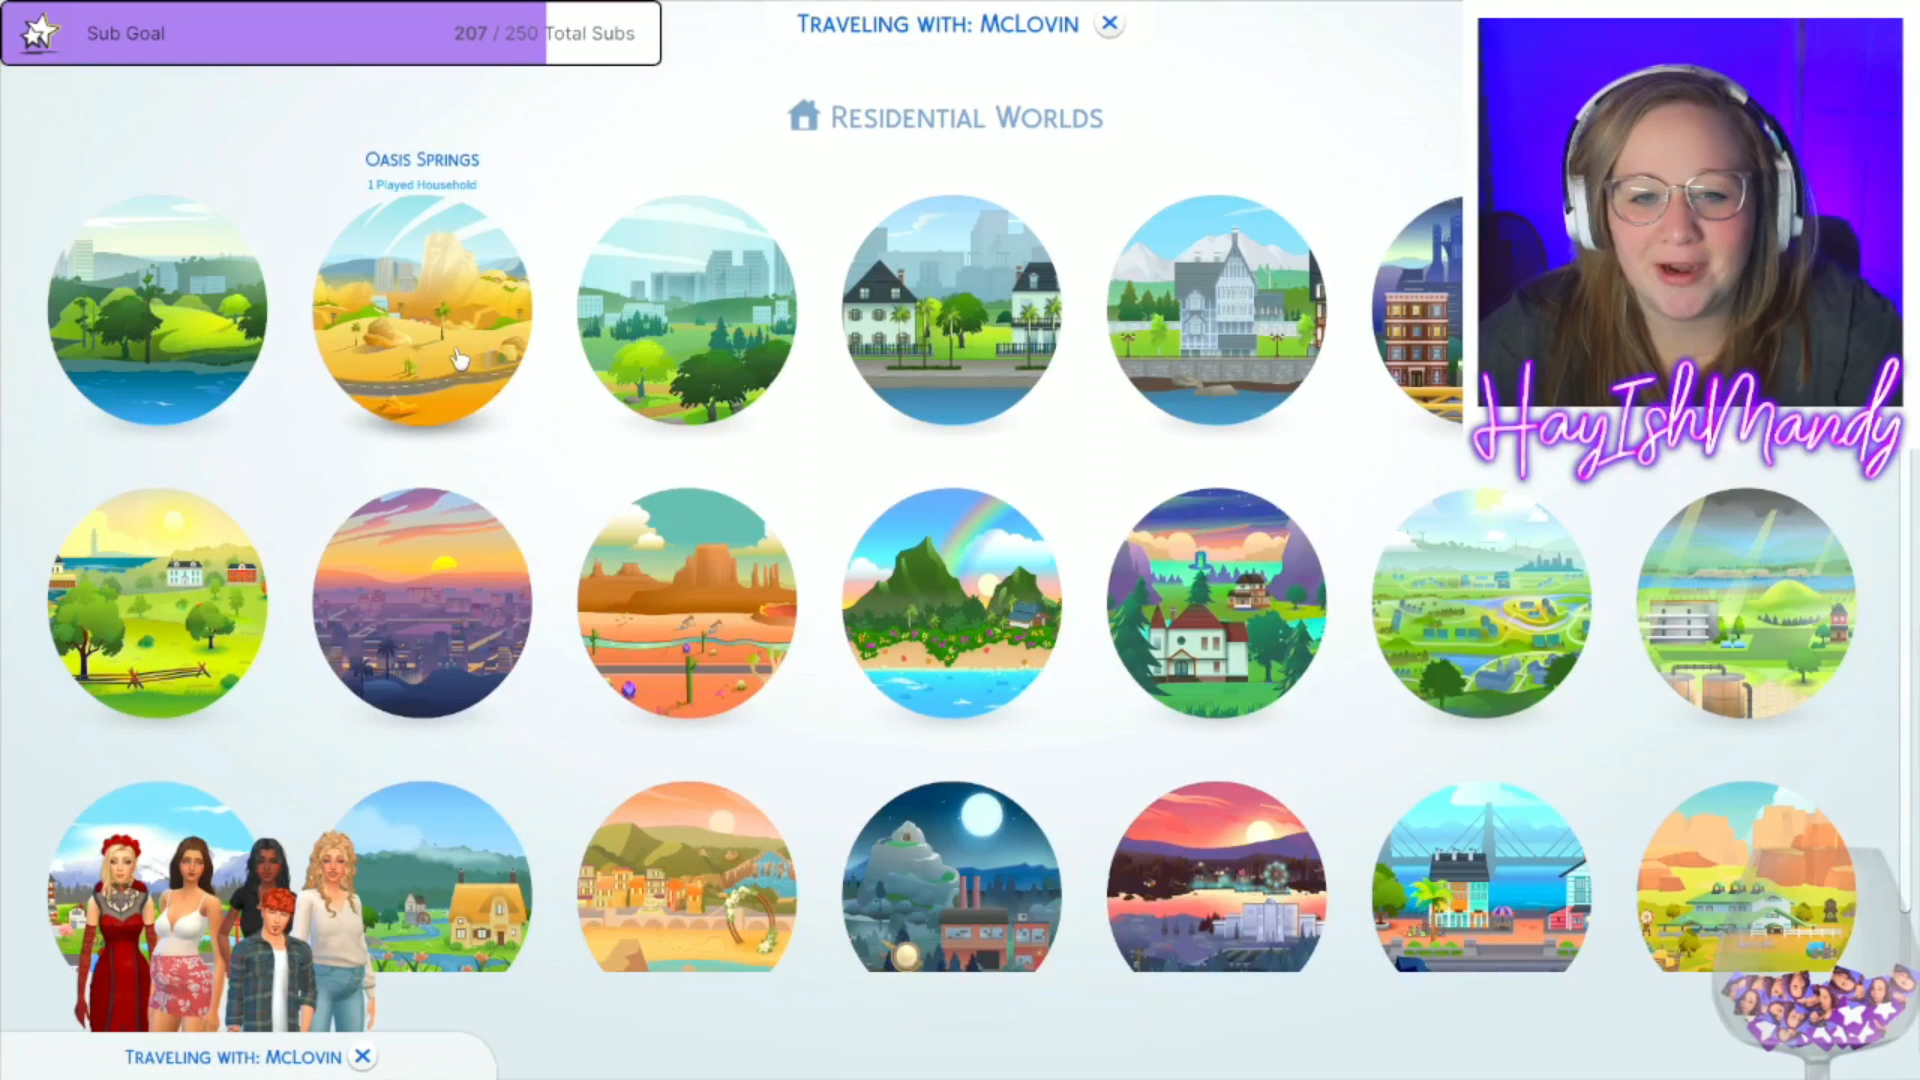 Sub Goal 207 / 250 Total Subs
TRAVELING WITH: MCLOVIN
RESIDENTIAL WORLDS
OASIS SPRINGS
1 Played Household
HayIshMandy
TRAVELING WITH: MCLOVIN